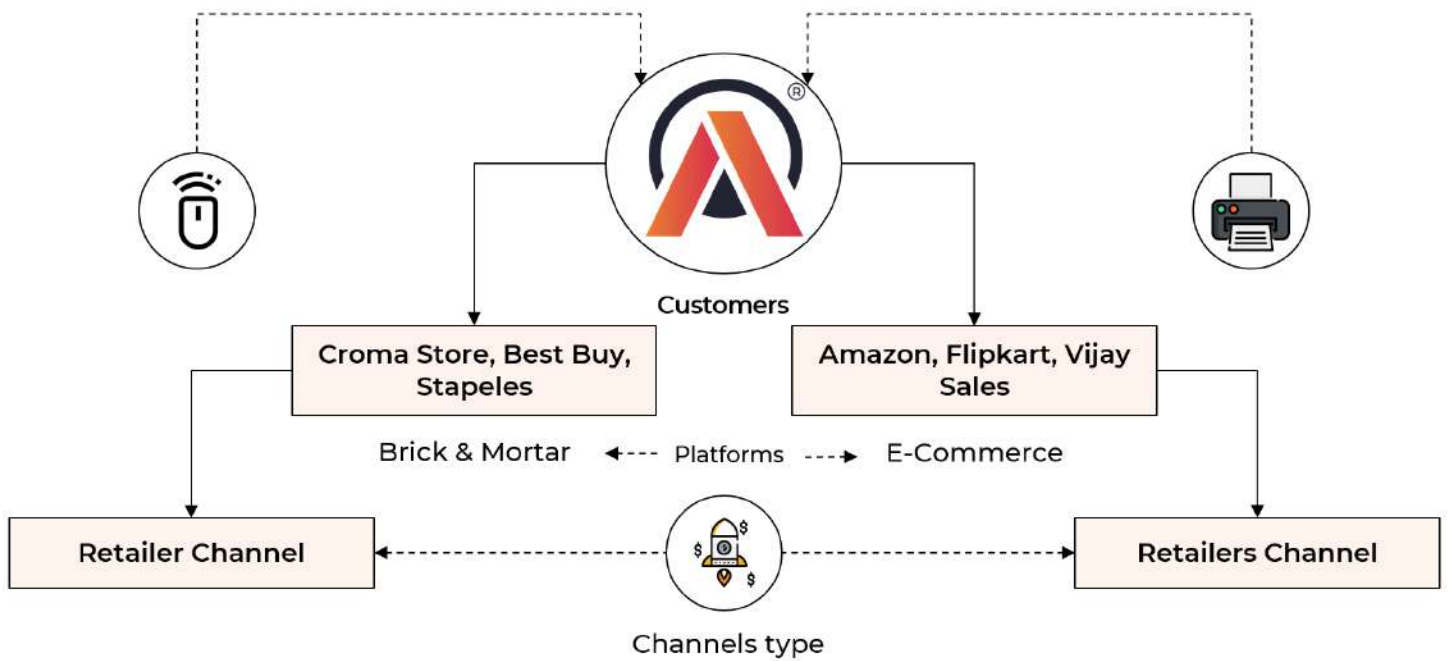 ®
Customers
Croma Store, Best Buy,
Stapeles
Amazon, Flipkart, Vijay
Sales
Brick & Mortar
Platforms
E-Commerce
Retailer Channel
$
$
$
Retailers Channel
Channels type